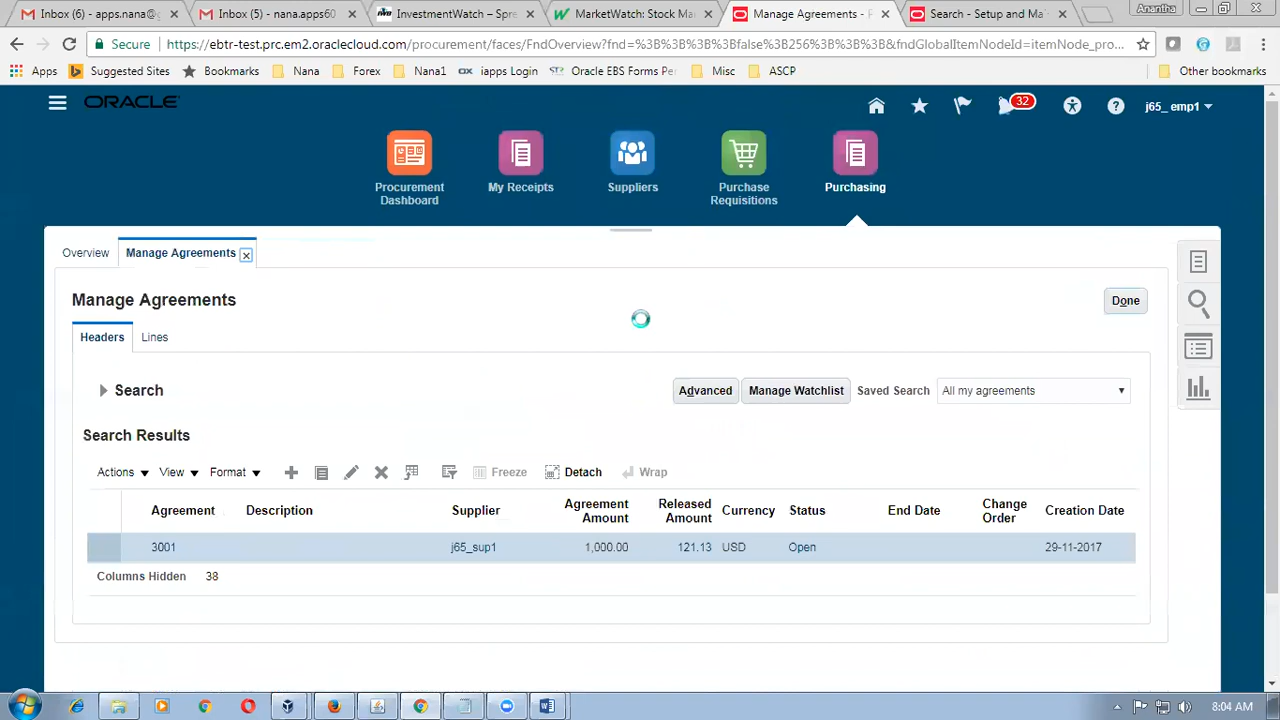 Inbox (4) - apps.nana@g
Inbox (5) - nana.apps60
InvestmentWatch – Spre
MarketWatch: Stock Ma
Manage Agreements - P
Search - Setup and Ma
Anantha
Secure
https://ebtr-test.prc.em2.oraclecloud.com/procurement/faces/FndOverview?fnd=%3B%3B%3B%3Bfalse%3B256%3B%3B%3B&fndGlobalItemNodeId=itemNode_pro...
Apps
Suggested Sites
Bookmarks
Nana
Forex
Nana1
iapps Login
Oracle EBS Forms Per
Misc
ASCP
Other bookmarks
ORACLE
32
j65_emp1
Procurement
Dashboard
My Receipts
Suppliers
Purchase
Requisitions
Purchasing
Overview
Manage Agreements
Manage Agreements
Done
Headers
Lines
Search
Advanced
Manage Watchlist
Saved Search
All my agreements
Search Results
Actions
View
Format
Freeze
Detach
Wrap
Agreement
Description
Supplier
Agreement
Amount
Released
Amount
Currency
Status
End Date
Change
Order
Creation Date
3001
j65_sup1
1,000.00
121.13
USD
Open
29-11-2017
Columns Hidden 38
8:04 AM